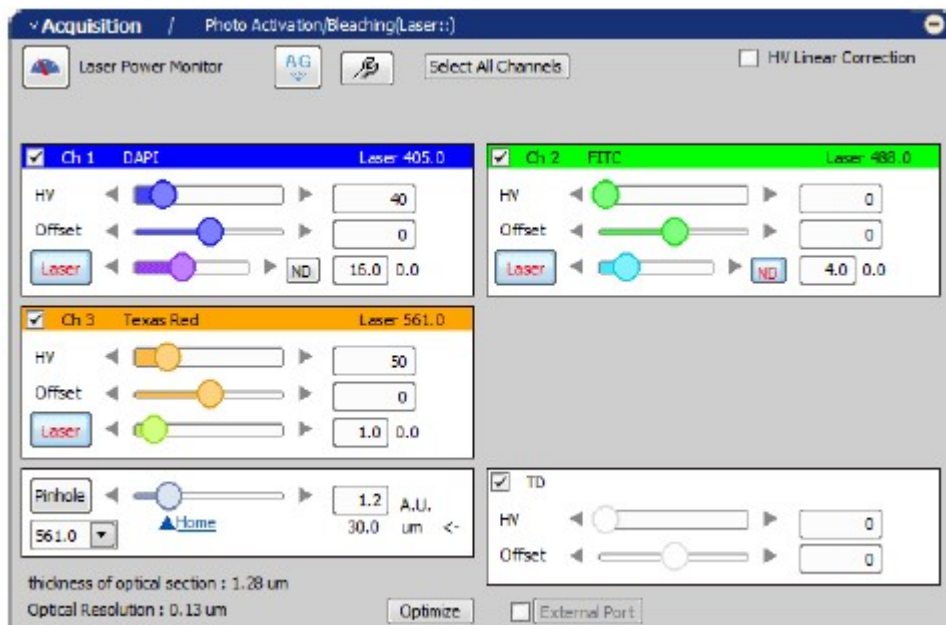 Acquisition / Photo Activation/Bleaching(Laser::)
Laser Power Monitor A-G Select All Channels HV Linear Correction
Ch 1 DAPI Laser 405.0
HV 40
Offset 0
Laser ND 16.0 0.0
Ch 2 FITC Laser 488.0
HV 0
Offset 0
Laser ND 4.0 0.0
Ch 3 Texas Red Laser 561.0
HV 50
Offset 0
Laser 1.0 0.0
Pinhole 1.2 A.U.
Home 30.0 um <-
561.0
TD
HV 0
Offset 0
thickness of optical section : 1.28 um
Optical Resolution : 0.13 um Optimize External Port